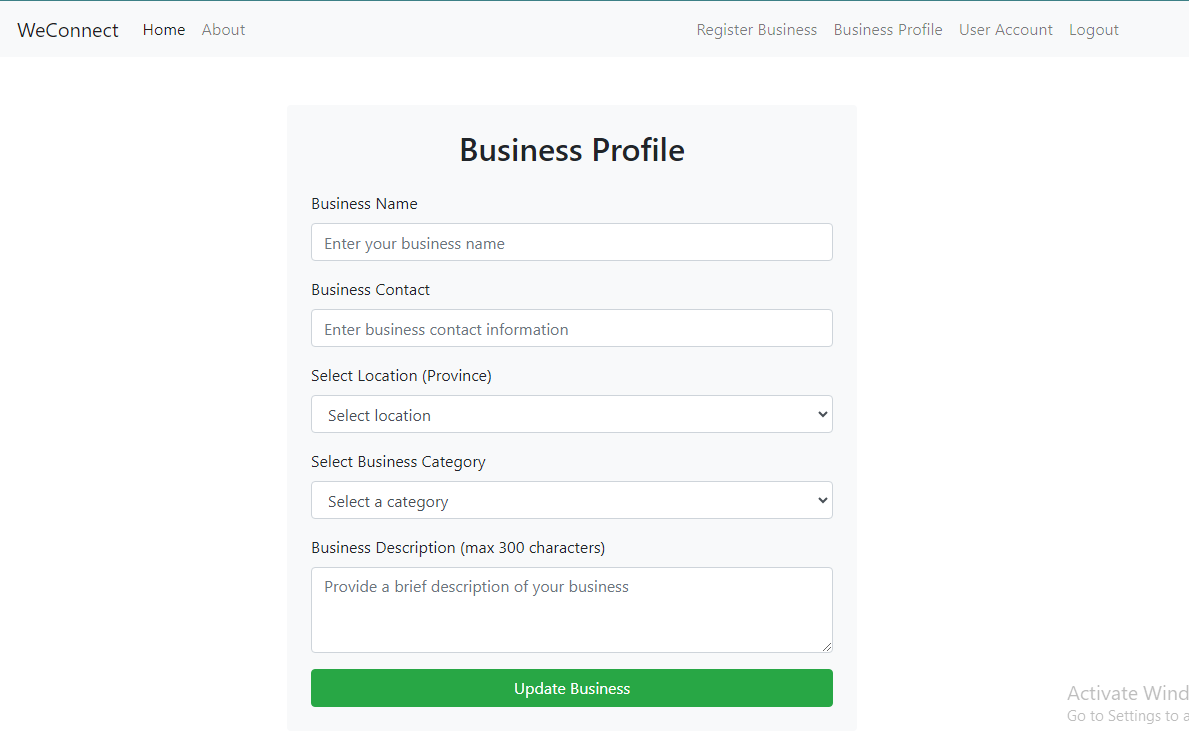 WeConnect Home About Register Business Business Profile User Account Logout
Business Profile
Business Name
Enter your business name
Business Contact
Enter business contact information
Select Location (Province)
Select location
Select Business Category
Select a category
Business Description (max 300 characters)
Provide a brief description of your business
Update Business
Activate Wind
Go to Settings to a